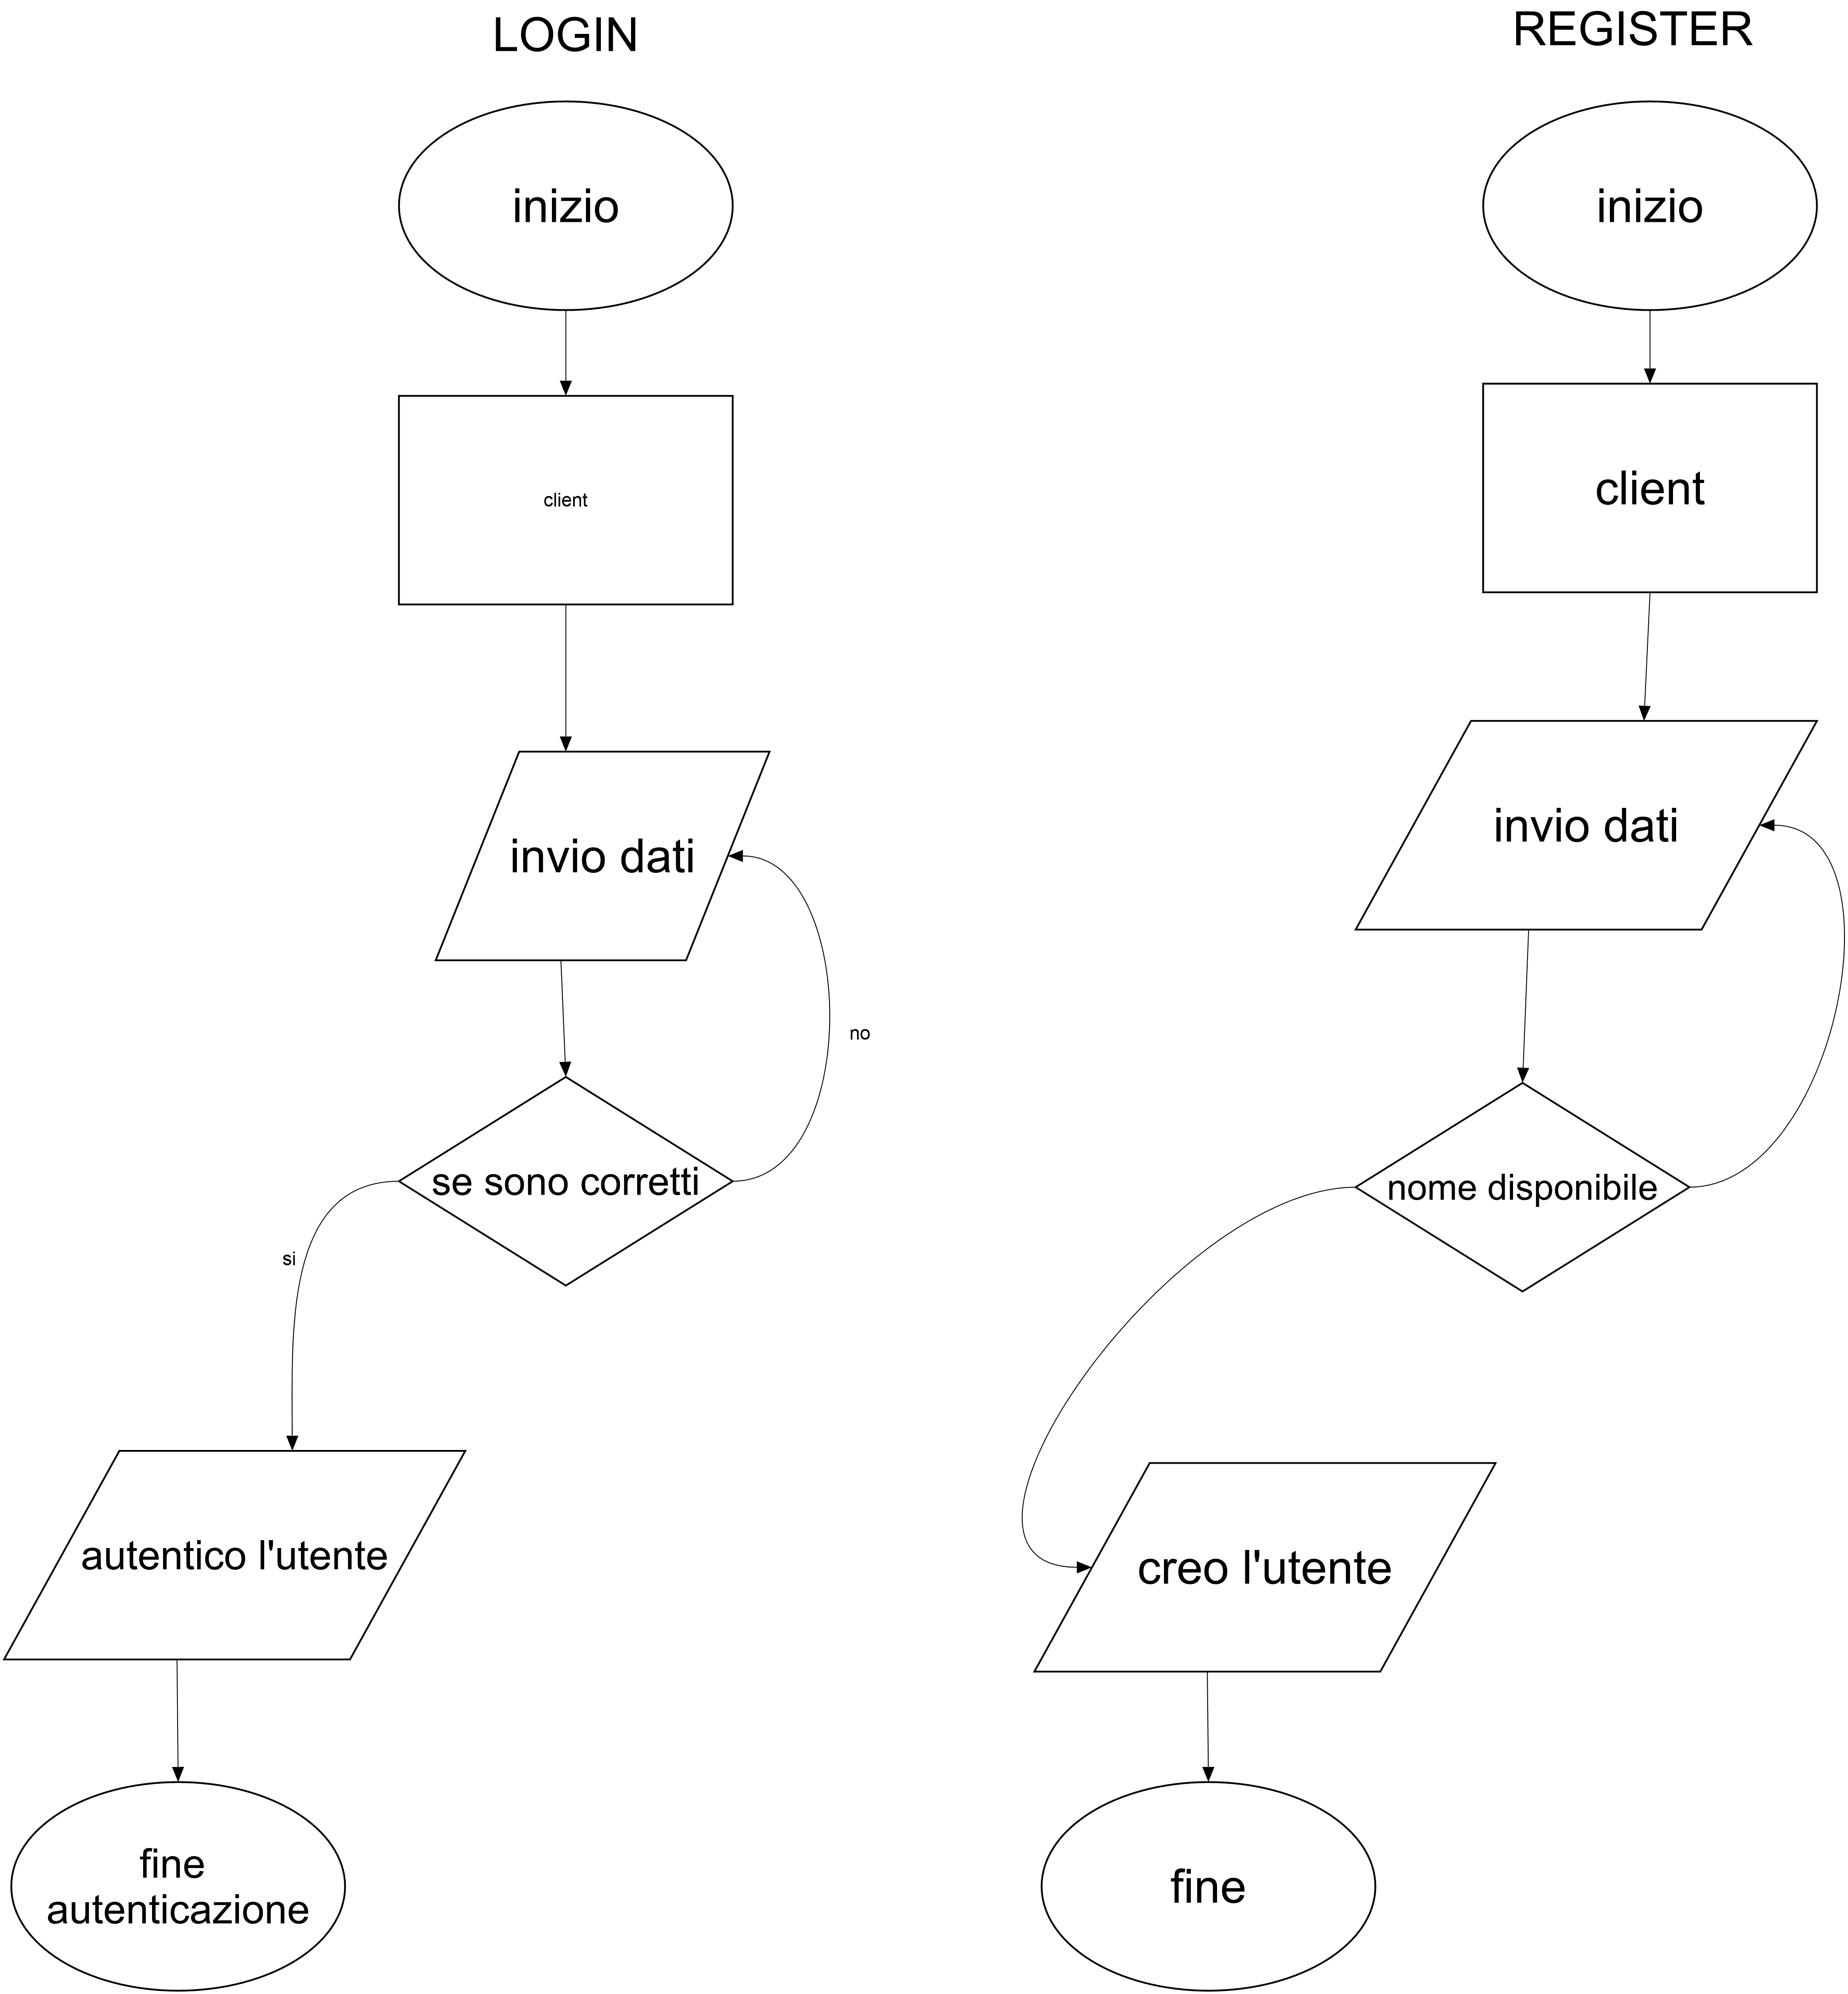 LOGIN
inizio
client
invio dati
no
se sono corretti
si
autentico l'utente
fine
autenticazione
REGISTER
inizio
client
invio dati
nome disponibile
creo l'utente
fine